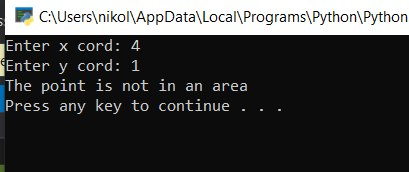 C:\Users\nikol\AppData\Local\Programs\Python\Python
Enter x cord: 4
Enter y cord: 1
The point is not in an area
Press any key to continue . . .